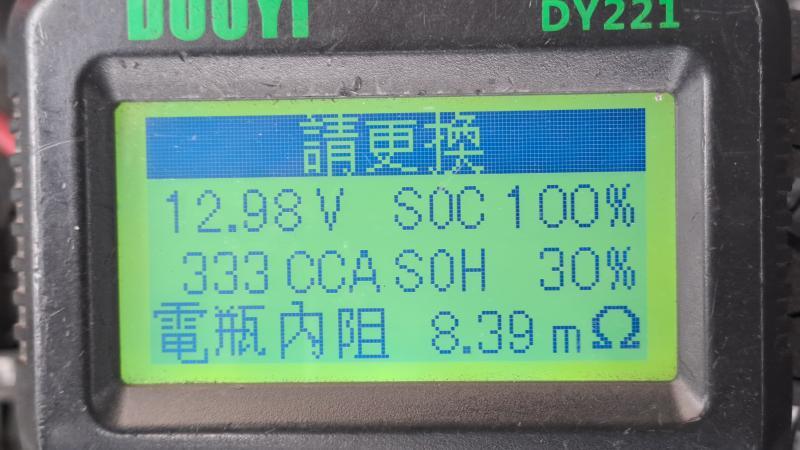 DUOYI DY221
請更換
12.98V SOC 100%
333 CCA SOH 30%
電瓶內阻 8.39 mΩ